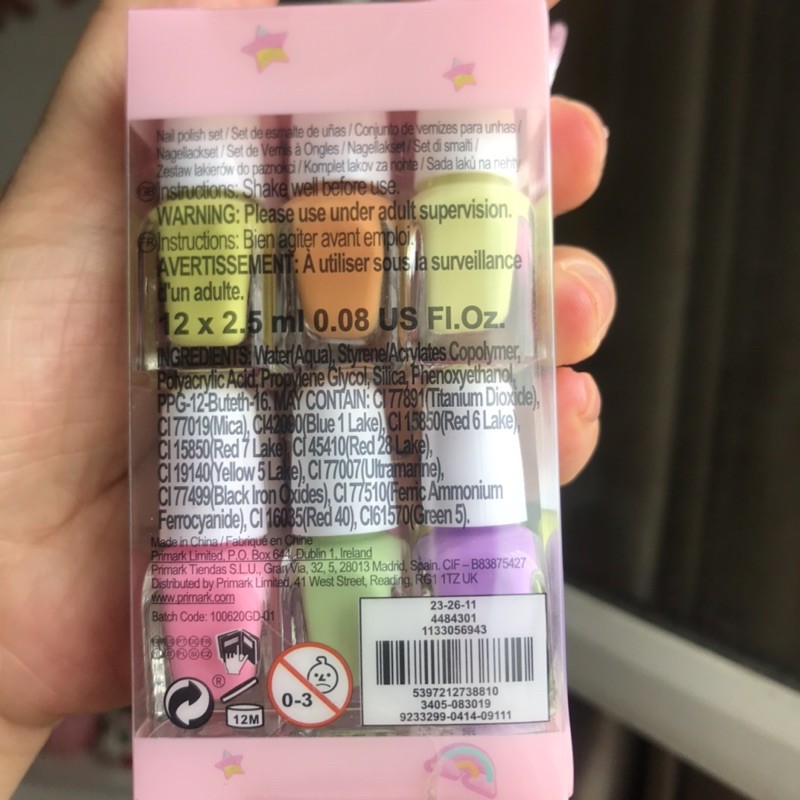 Nail polish set / Set de esmalte de uñas / Conjunto de vernizes para unhas /
Nagellackset / Set de Vernis à Ongles / Nagellakset / Set di smalti /
Zestaw lakierów do paznokci / Komplet lakov za nohte / Sada laků na nehty
GB Instructions: Shake well before use.
WARNING: Please use under adult supervision.
FR Instructions: Bien agiter avant emploi.
AVERTISSEMENT: À utiliser sous la surveillance
d'un adulte.
12 x 2.5 ml 0.08 US Fl.Oz.
INGREDIENTS: Water(Aqua), Styrene/Acrylates Copolymer,
Polyacrylic Acid, Propylene Glycol, Silica, Phenoxyethanol,
PPG-12-Buteth-16. MAY CONTAIN: CI 77891(Titanium Dioxide),
CI 77019(Mica), CI42090(Blue 1 Lake), CI 15850(Red 6 Lake),
CI 15850(Red 7 Lake), CI 45410(Red 28 Lake),
CI 19140(Yellow 5 Lake), CI 77007(Ultramarine),
CI 77499(Black Iron Oxides), CI 77510(Ferric Ammonium
Ferrocyanide), CI 16035(Red 40), CI61570(Green 5).
Made in China / Fabriqué en Chine
Primark Limited, P.O. Box 644, Dublin 1, Ireland
Primark Tiendas S.L.U., Gran Via, 32, 5, 28013 Madrid, Spain. CIF – B83875427
Distributed by Primark Limited, 41 West Street, Reading, RG1 1TZ UK
www.primark.com
Batch Code: 100620GD-01
®
12M
0-3
23-26-11
4484301
1133056943
5397212738810
3405-083019
9233299-0414-09111